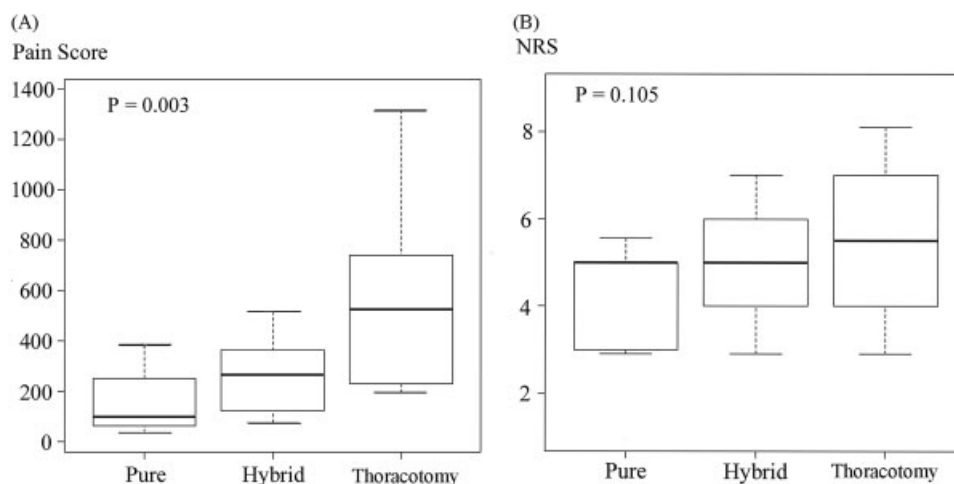 (A)
Pain Score
P = 0.003
1400
1200
1000
800
600
400
200
0
Pure Hybrid Thoracotomy
(B)
NRS
P = 0.105
8
6
4
2
Pure Hybrid Thoracotomy